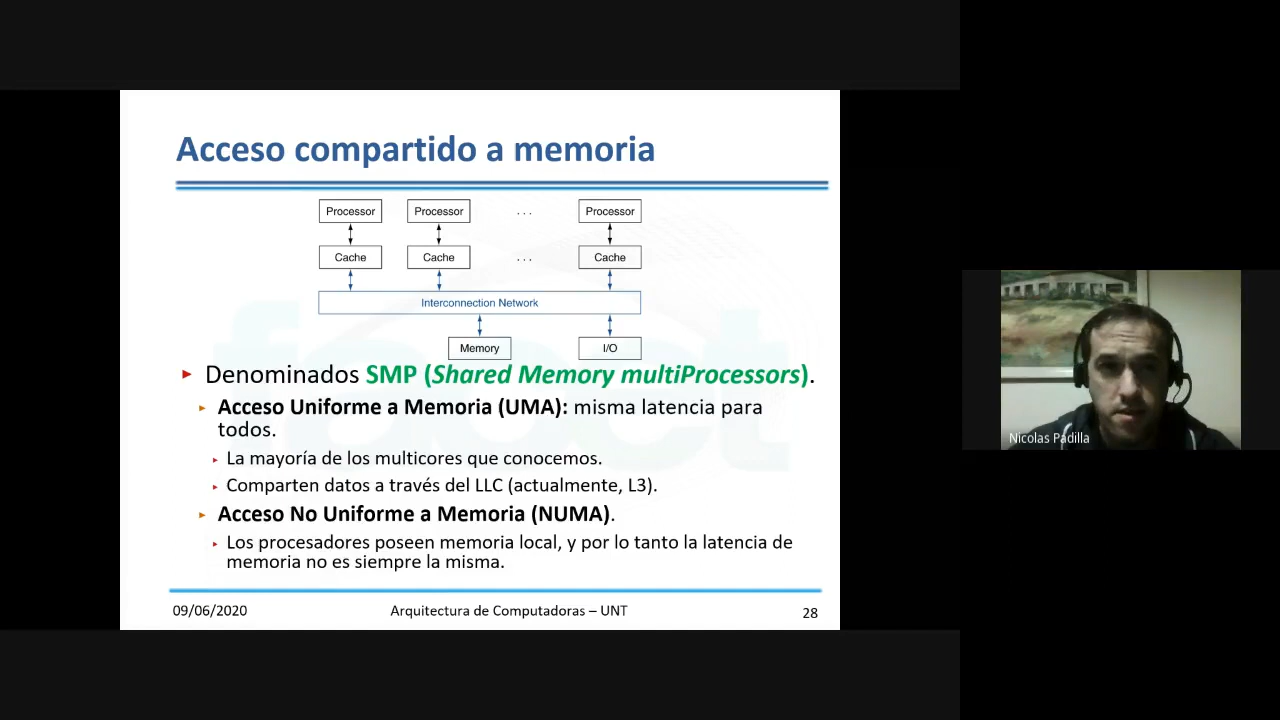 Acceso compartido a memoria
Processor Processor . . . Processor
Cache Cache . . . Cache
Interconnection Network
Memory I/O
Denominados SMP (Shared Memory multiProcessors).
Acceso Uniforme a Memoria (UMA): misma latencia para
todos.
La mayoría de los multicores que conocemos.
Comparten datos a través del LLC (actualmente, L3).
Acceso No Uniforme a Memoria (NUMA).
Los procesadores poseen memoria local, y por lo tanto la latencia de
memoria no es siempre la misma.
09/06/2020 Arquitectura de Computadoras – UNT 28
Nicolas Padilla